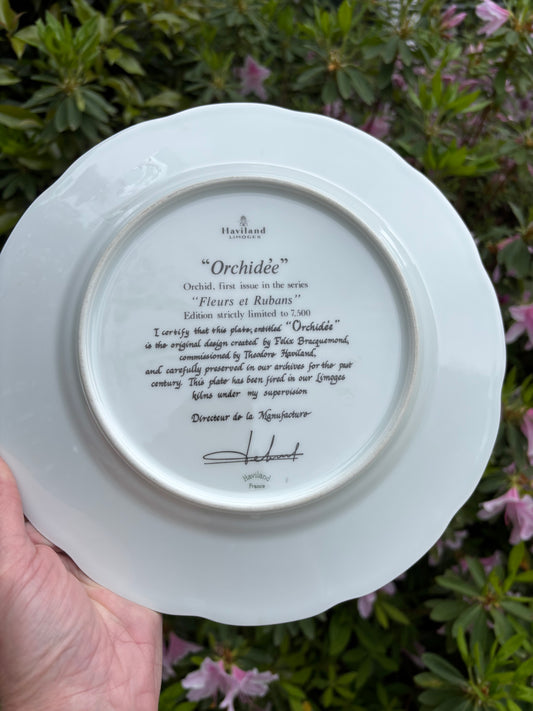 Haviland
LIMOGES
"Orchidée"
Orchid, first issue in the series
"Fleurs et Rubans"
Edition strictly limited to 7,500
I certify that this plate, entitled "Orchidée"
is the original design created by Félix Bracquemond,
commissioned by Theodore Haviland,
and carefully preserved in our archives for the past
century. This plate has been fired in our Limoges
kilns under my supervision
Directeur de la Manufacture
Haviland
France